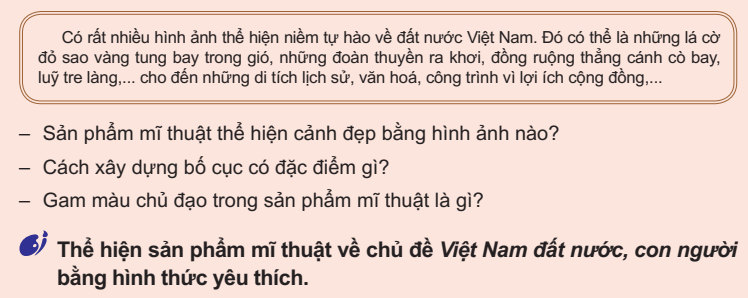 Có rất nhiều hình ảnh thể hiện niềm tự hào về đất nước Việt Nam. Đó có thể là những lá cờ
đỏ sao vàng tung bay trong gió, những đoàn thuyền ra khơi, đồng ruộng thẳng cánh cò bay,
luỹ tre làng,... cho đến những di tích lịch sử, văn hoá, công trình vì lợi ích cộng đồng,...
– Sản phẩm mĩ thuật thể hiện cảnh đẹp bằng hình ảnh nào?
– Cách xây dựng bố cục có đặc điểm gì?
– Gam màu chủ đạo trong sản phẩm mĩ thuật là gì?
Thể hiện sản phẩm mĩ thuật về chủ đề Việt Nam đất nước, con người
bằng hình thức yêu thích.